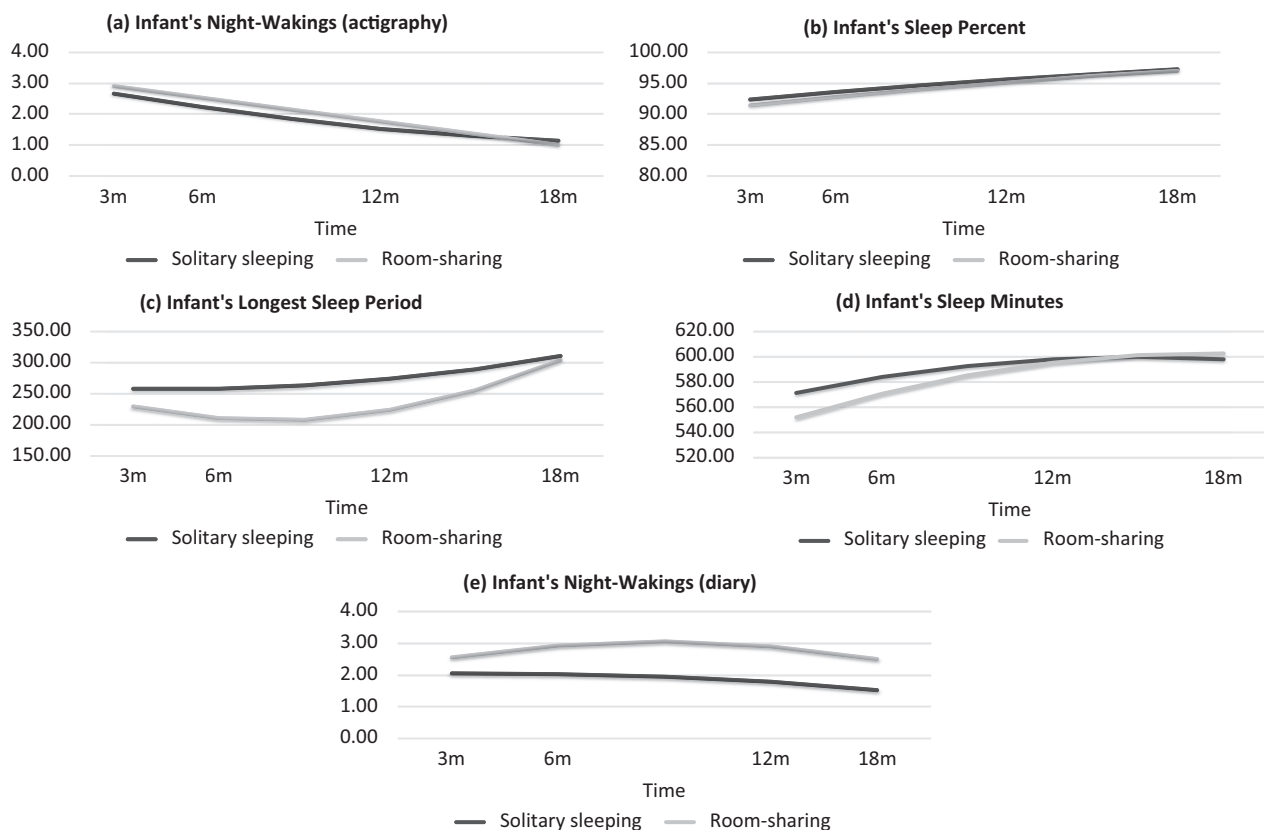 (a) Infant's Night-Wakings (actigraphy)
4.00
3.00
2.00
1.00
0.00
3m 6m 12m 18m
Time
Solitary sleeping Room-sharing
(b) Infant's Sleep Percent
100.00
95.00
90.00
85.00
80.00
3m 6m 12m 18m
Time
Solitary sleeping Room-sharing
(c) Infant's Longest Sleep Period
350.00
300.00
250.00
200.00
150.00
3m 6m 12m 18m
Time
Solitary sleeping Room-sharing
(d) Infant's Sleep Minutes
620.00
600.00
580.00
560.00
540.00
520.00
3m 6m 12m 18m
Time
Solitary sleeping Room-sharing
(e) Infant's Night-Wakings (diary)
4.00
3.00
2.00
1.00
0.00
3m 6m 12m 18m
Time
Solitary sleeping Room-sharing